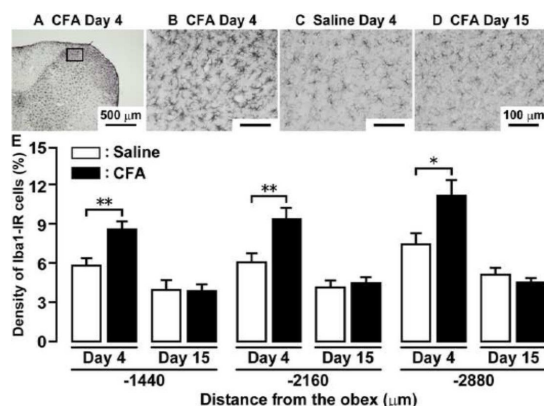 A CFA Day 4
B CFA Day 4
C Saline Day 4
D CFA Day 15
500 μm
100 μm
E
Density of Iba1-IR cells (%)
15
12
9
6
3
0
: Saline
: CFA
**
**
*
Day 4 Day 15 Day 4 Day 15 Day 4 Day 15
-1440 -2160 -2880
Distance from the obex (μm)